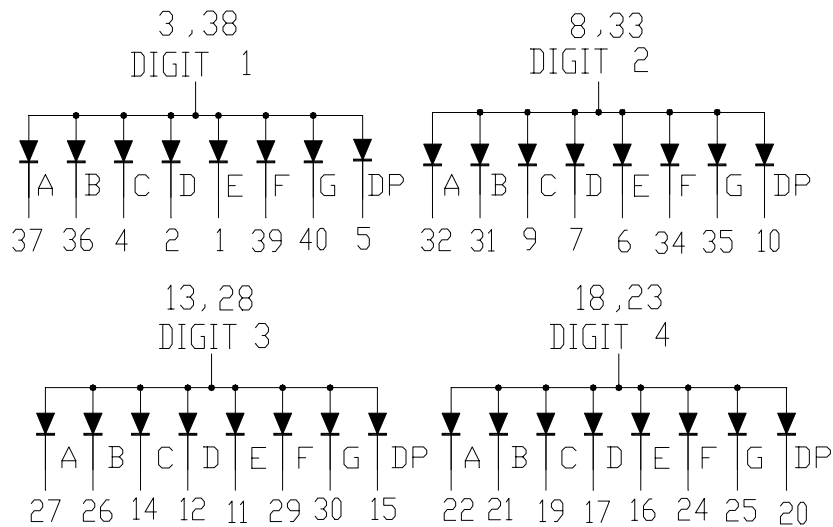 3 ,38
DIGIT 1
A B C D E F G DP
37 36 4 2 1 39 40 5
8 ,33
DIGIT 2
A B C D E F G DP
32 31 9 7 6 34 35 10
13 ,28
DIGIT 3
A B C D E F G DP
27 26 14 12 11 29 30 15
18 ,23
DIGIT 4
A B C D E F G DP
22 21 19 17 16 24 25 20